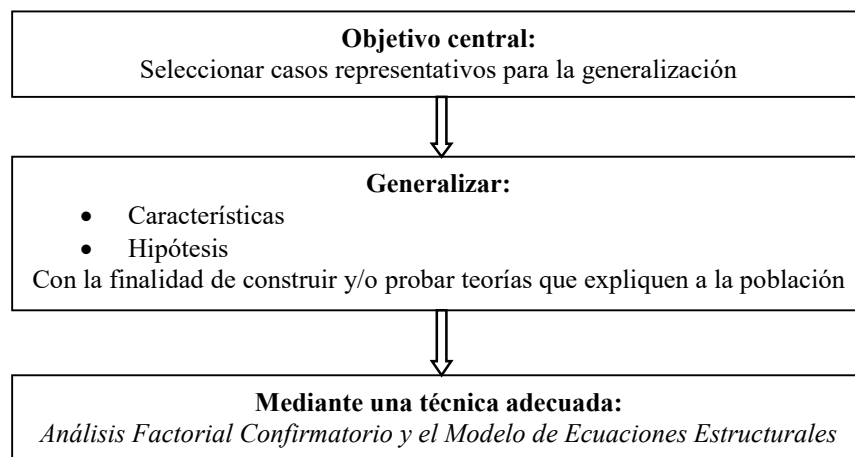 Objetivo central:
Seleccionar casos representativos para la generalización
Generalizar:
• Características
• Hipótesis
Con la finalidad de construir y/o probar teorías que expliquen a la población
Mediante una técnica adecuada:
Análisis Factorial Confirmatorio y el Modelo de Ecuaciones Estructurales